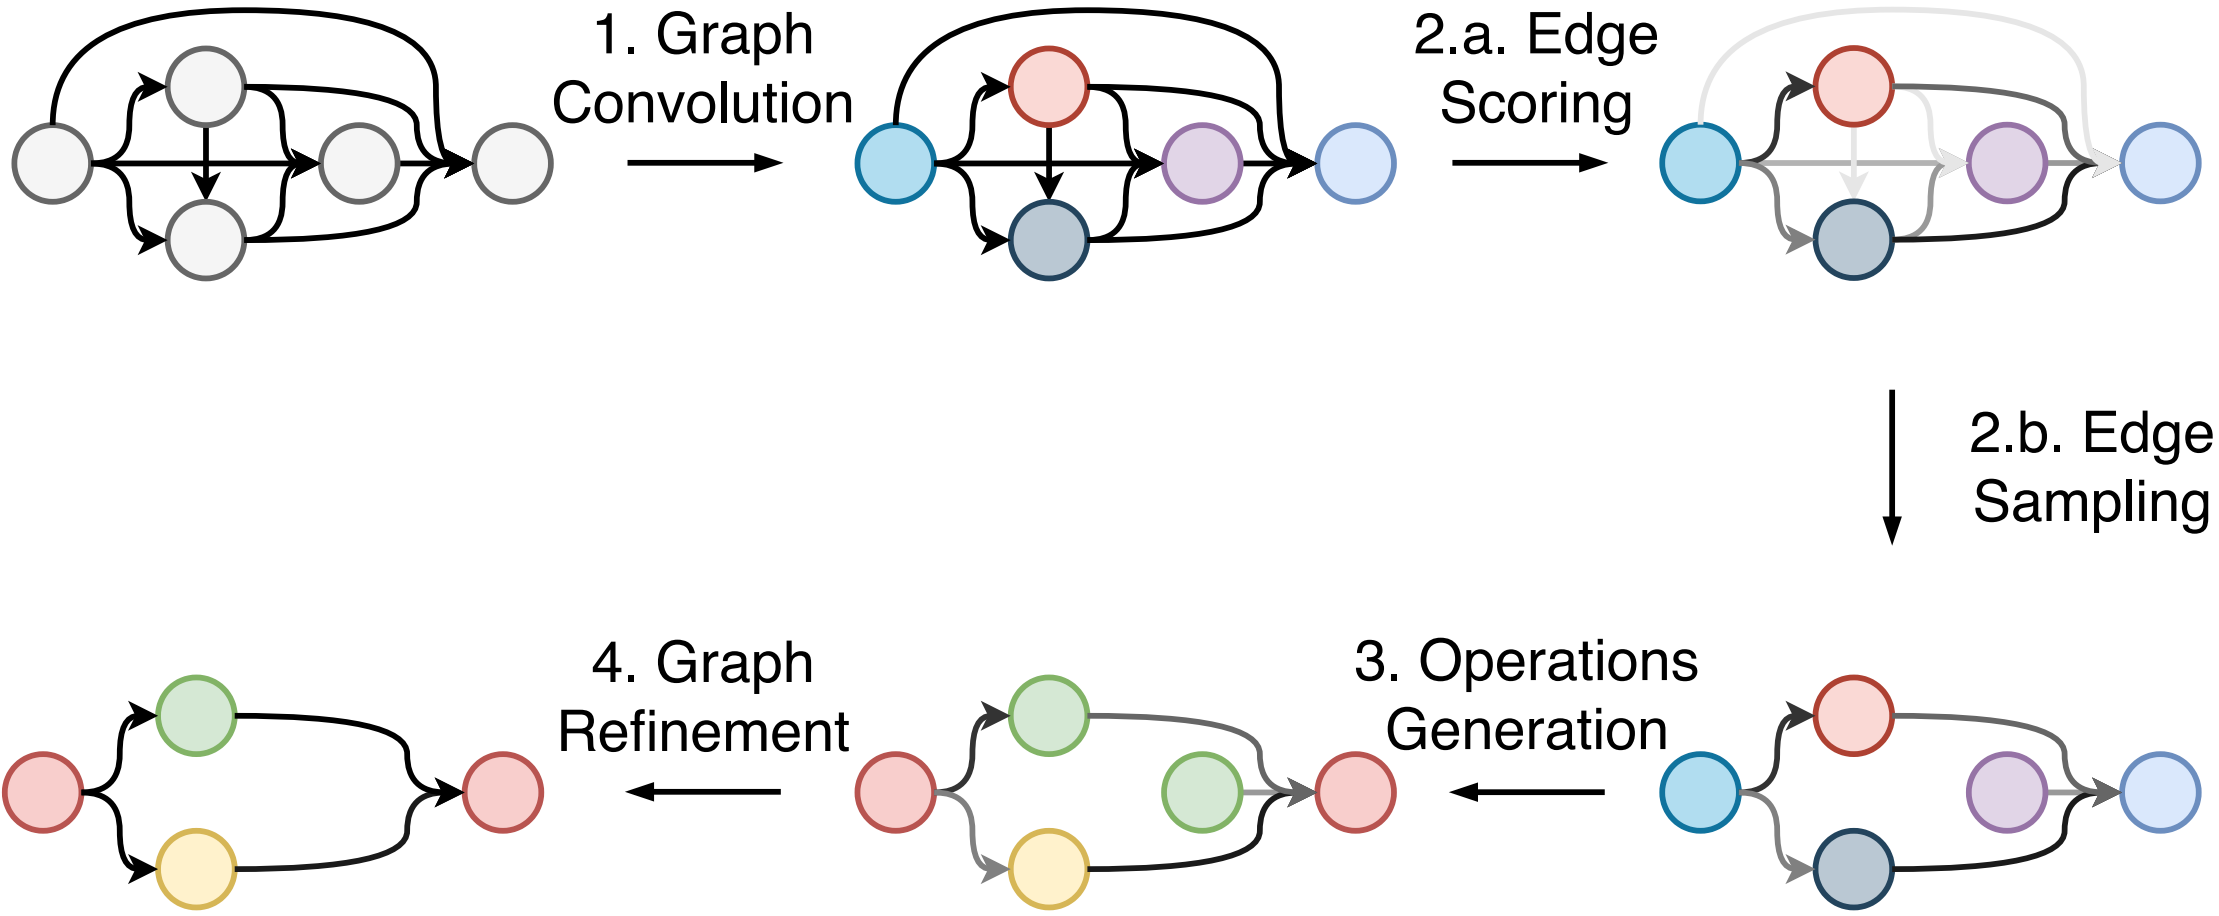 1. Graph
Convolution
2.a. Edge
Scoring
2.b. Edge
Sampling
3. Operations
Generation
4. Graph
Refinement